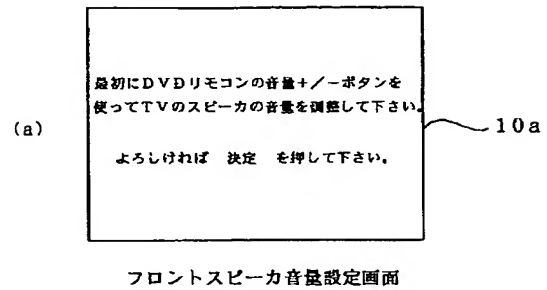 最初にDVDリモコンの音量+/-ボタンを
使ってTVのスピーカの音量を調整して下さい。
(a)
10a
よろしければ 決定 を押して下さい。
フロントスピーカ音量設定画面